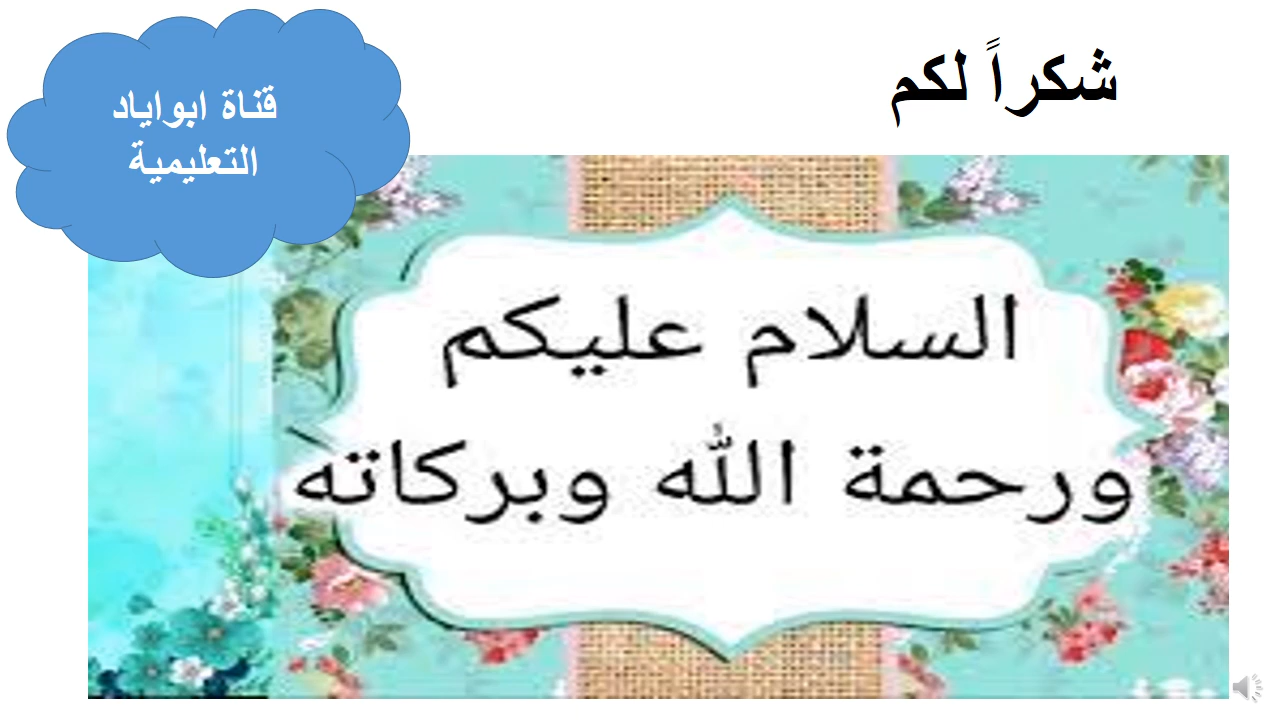 شكراً لكم
قناة ابواياد
التعليمية
السلام عليكم
ورحمة الله وبركاته